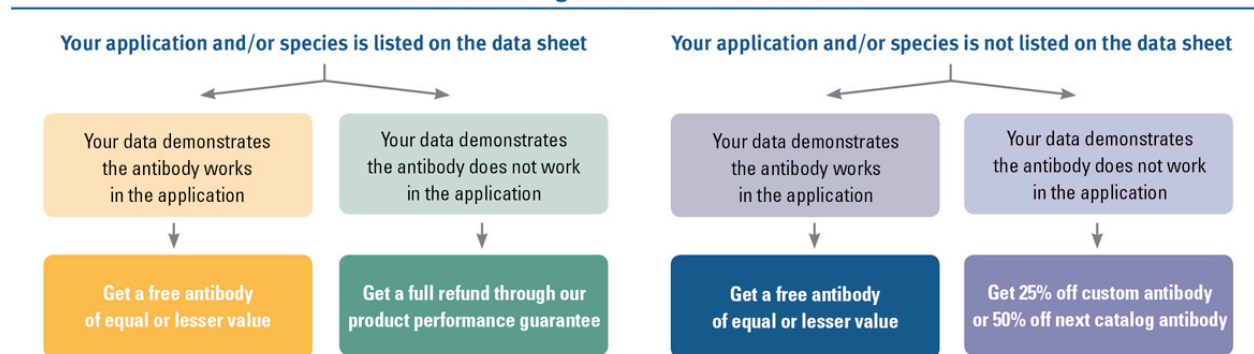 Your application and/or species is listed on the data sheet
Your data demonstrates
the antibody works
in the application
Get a free antibody
of equal or lesser value
Your data demonstrates
the antibody does not work
in the application
Get a full refund through our
product performance guarantee
Your application and/or species is not listed on the data sheet
Your data demonstrates
the antibody works
in the application
Get a free antibody
of equal or lesser value
Your data demonstrates
the antibody does not work
in the application
Get 25% off custom antibody
or 50% off next catalog antibody